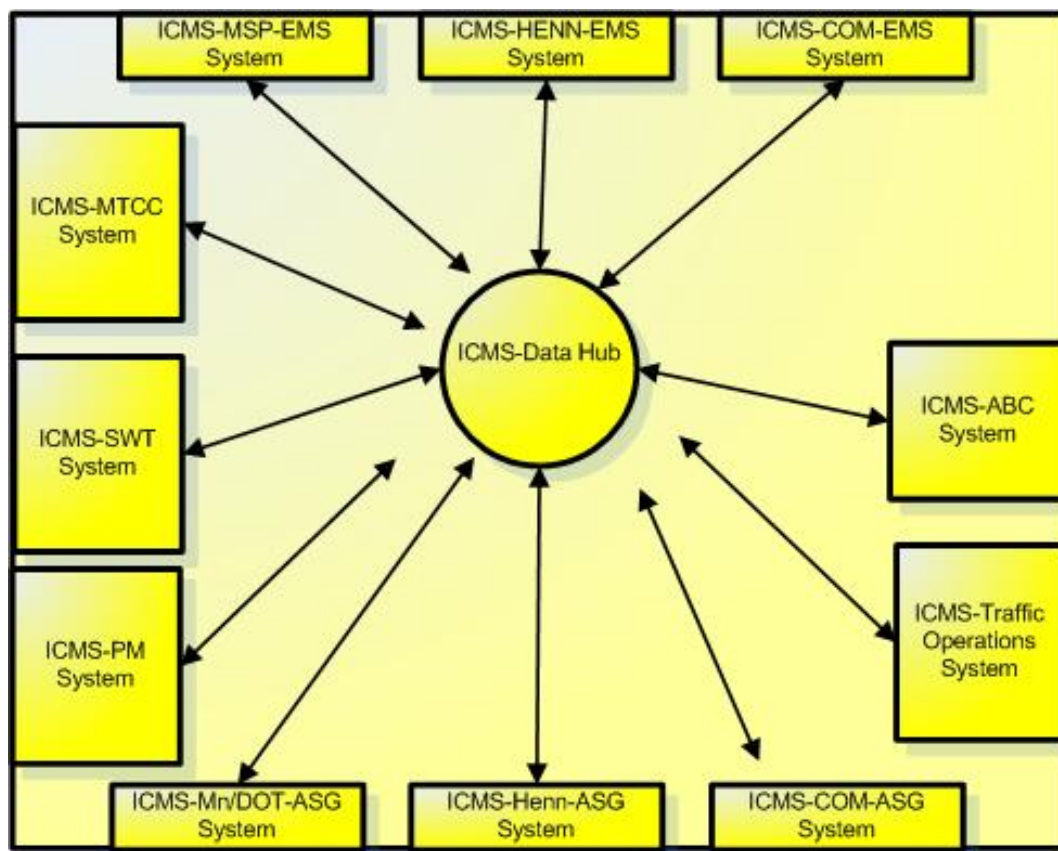 ICMS-MSP-EMS
System
ICMS-HENN-EMS
System
ICMS-COM-EMS
System
ICMS-MTCC
System
ICMS-Data Hub
ICMS-SWT
System
ICMS-ABC
System
ICMS-PM
System
ICMS-Traffic
Operations
System
ICMS-Mn/DOT-ASG
System
ICMS-Henn-ASG
System
ICMS-COM-ASG
System